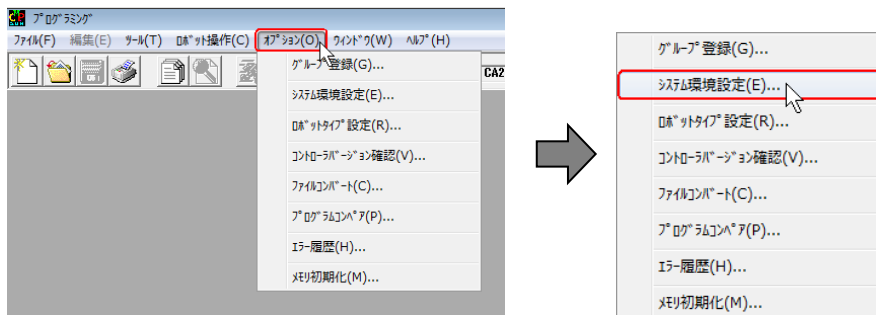 ﾌﾟﾛｸﾞﾗﾐﾝｸﾞ
ﾌｧｲﾙ(F) 編集(E) ﾂｰﾙ(T) ﾛﾎﾞｯﾄ操作(C) ｵﾌﾟｼｮﾝ(O) ｳｨﾝﾄﾞｳ(W) ﾍﾙﾌﾟ(H)
CA2
ｸﾞﾙｰﾌﾟ登録(G)...
ｼｽﾃﾑ環境設定(E)...
ﾛﾎﾞｯﾄﾀｲﾌﾟ設定(R)...
ｺﾝﾄﾛｰﾗﾊﾞｰｼﾞｮﾝ確認(V)...
ﾌｧｲﾙｺﾝﾊﾞｰﾄ(C)...
ﾌﾟﾛｸﾞﾗﾑｺﾝﾍﾟｱ(P)...
ｴﾗｰ履歴(H)...
ﾒﾓﾘ初期化(M)...
ｸﾞﾙｰﾌﾟ登録(G)...
ｼｽﾃﾑ環境設定(E)...
ﾛﾎﾞｯﾄﾀｲﾌﾟ設定(R)...
ｺﾝﾄﾛｰﾗﾊﾞｰｼﾞｮﾝ確認(V)...
ﾌｧｲﾙｺﾝﾊﾞｰﾄ(C)...
ﾌﾟﾛｸﾞﾗﾑｺﾝﾍﾟｱ(P)...
ｴﾗｰ履歴(H)...
ﾒﾓﾘ初期化(M)...